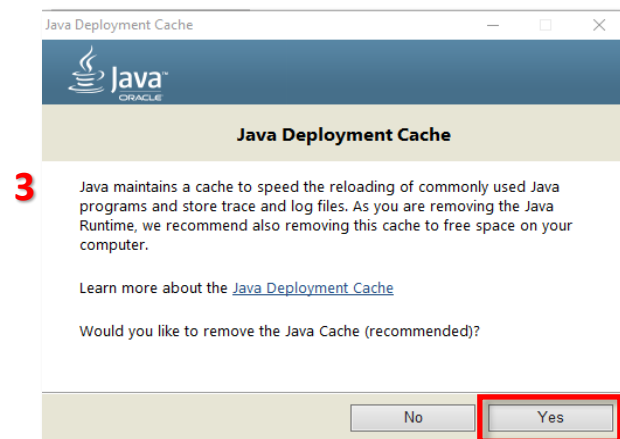 Java Deployment Cache
Java™
ORACLE
Java Deployment Cache
3
Java maintains a cache to speed the reloading of commonly used Java
programs and store trace and log files. As you are removing the Java
Runtime, we recommend also removing this cache to free space on your
computer.
Learn more about the Java Deployment Cache
Would you like to remove the Java Cache (recommended)?
No
Yes